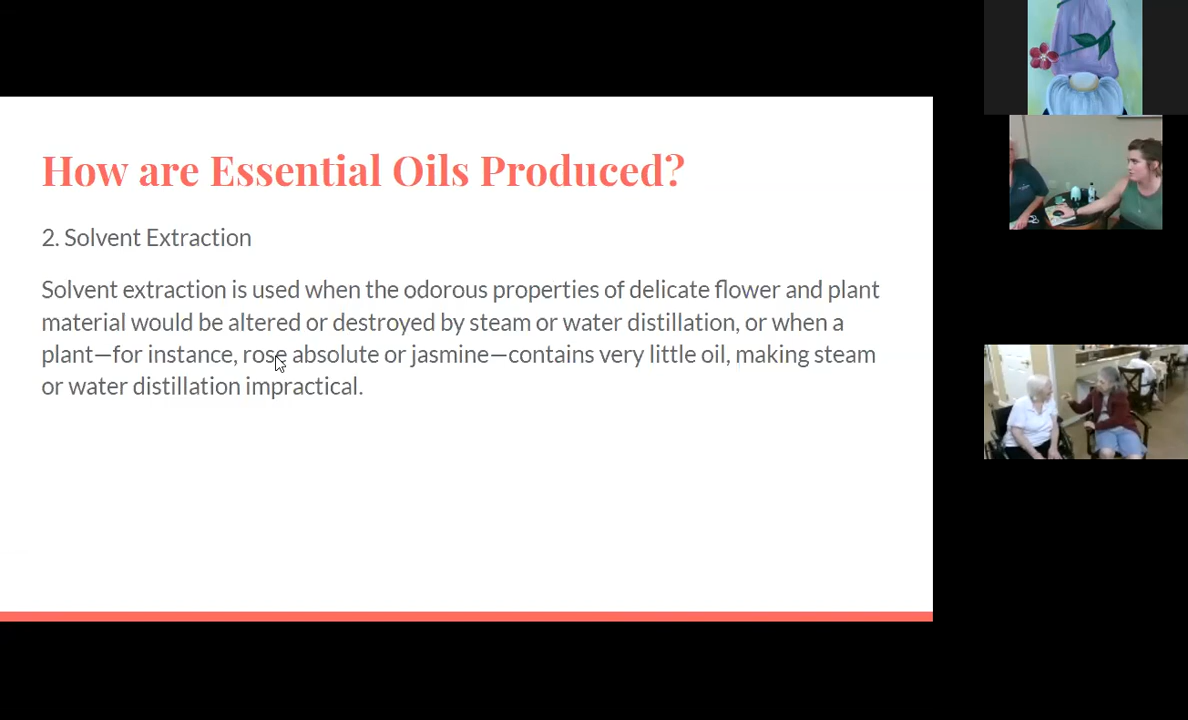 How are Essential Oils Produced?
2. Solvent Extraction
Solvent extraction is used when the odorous properties of delicate flower and plant
material would be altered or destroyed by steam or water distillation, or when a
plant—for instance, rose absolute or jasmine—contains very little oil, making steam
or water distillation impractical.